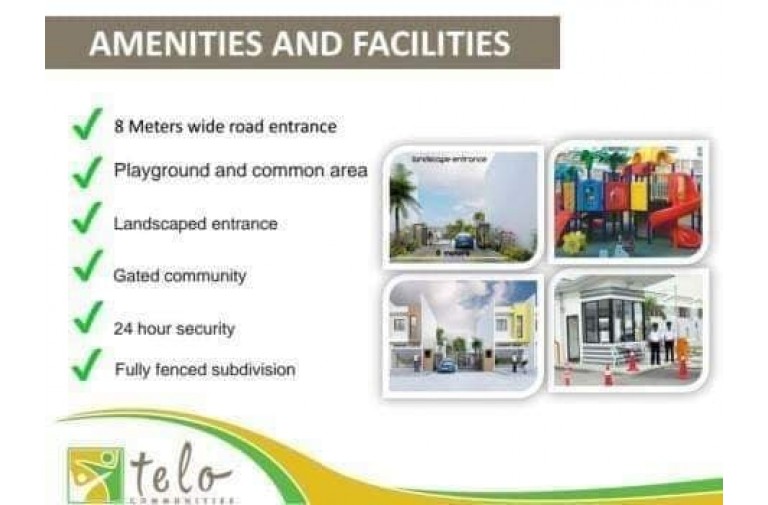 AMENITIES AND FACILITIES
8 Meters wide road entrance
Playground and common area
Landscaped entrance
Gated community
24 hour security
Fully fenced subdivision
landscape entrance
8 meters
telo
COMMUNITIES